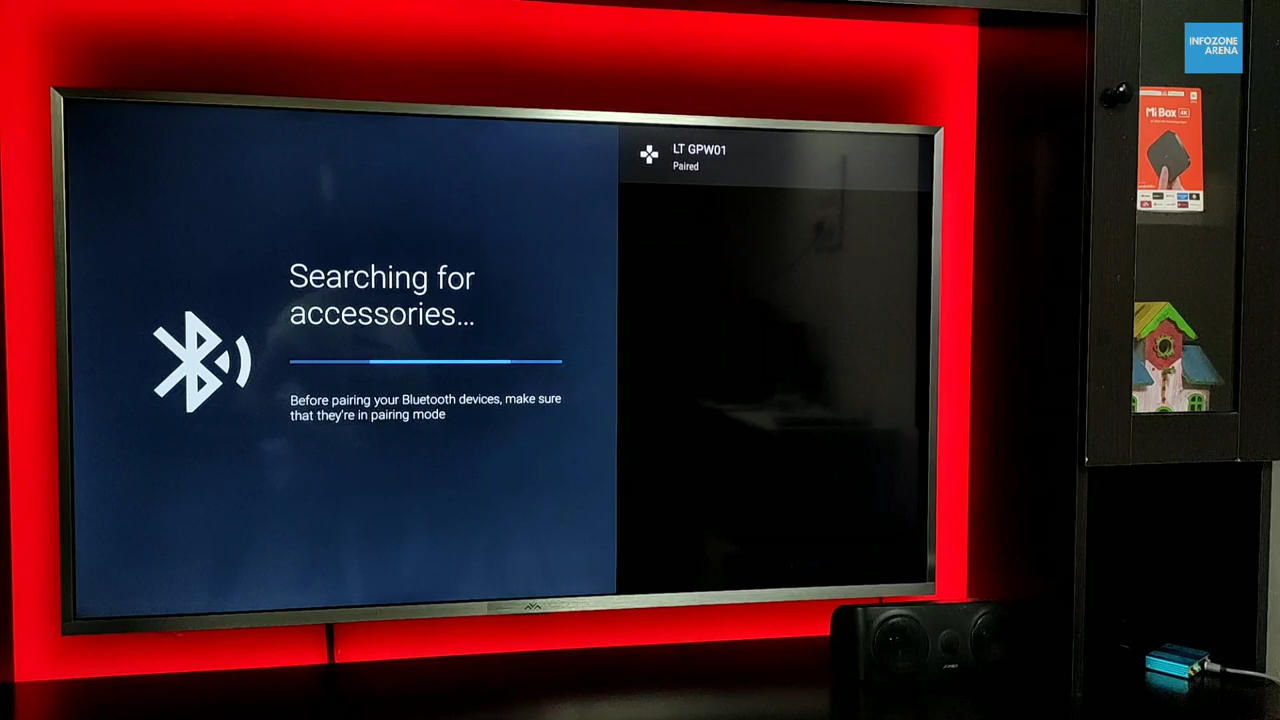 INFOZONE
ARENA
LT GPW01
Paired
Mi Box 4K
Searching for
accessories...
Before pairing your Bluetooth devices, make sure
that they're in pairing mode